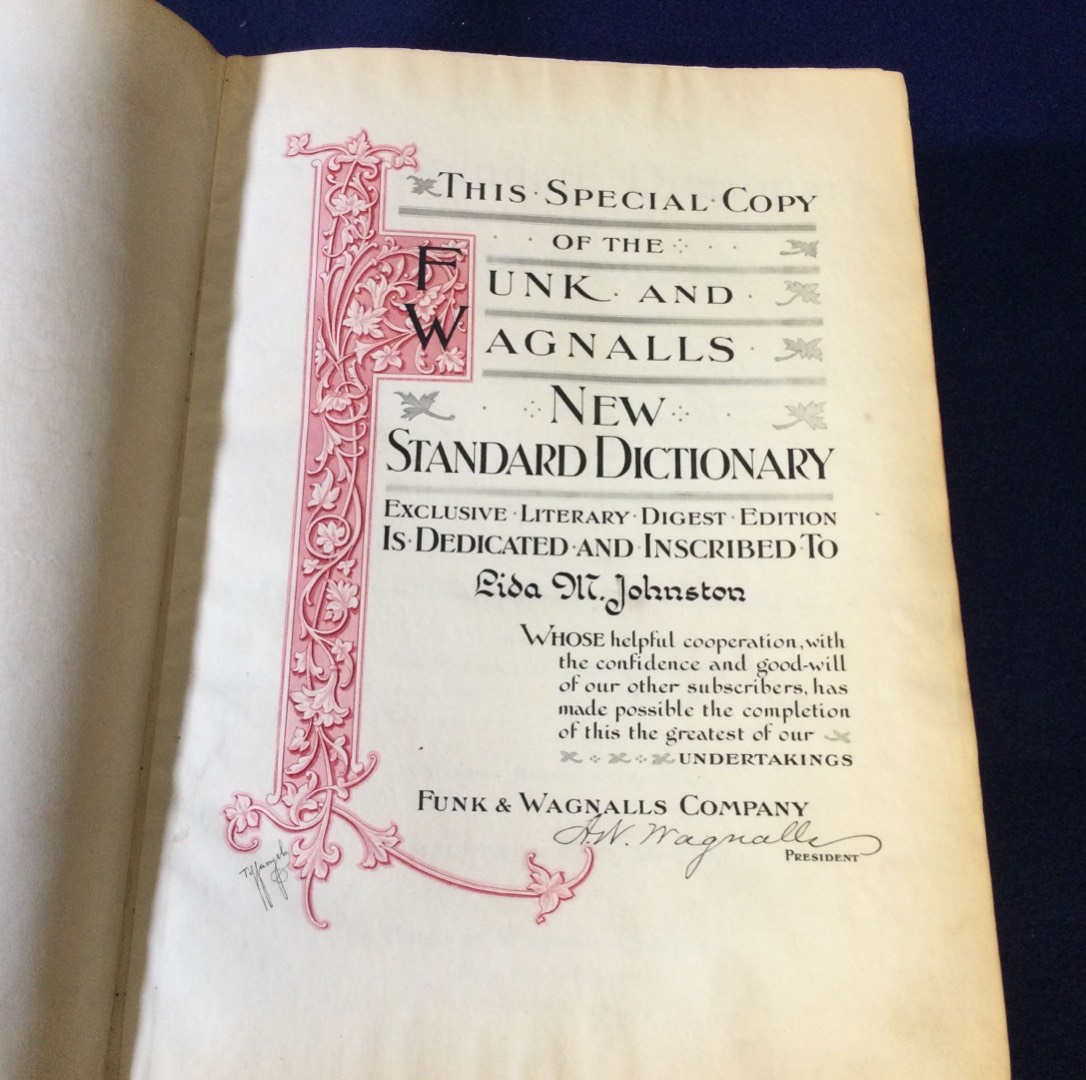 THIS · SPECIAL · COPY
OF THE
FUNK · AND
WAGNALLS
NEW
STANDARD DICTIONARY
EXCLUSIVE · LITERARY · DIGEST · EDITION
IS · DEDICATED · AND · INSCRIBED · TO
Lida M. Johnston
WHOSE helpful cooperation, with
the confidence and good-will
of our other subscribers, has
made possible the completion
of this the greatest of our
UNDERTAKINGS
FUNK & WAGNALLS COMPANY
A.W. Wagnalls
PRESIDENT